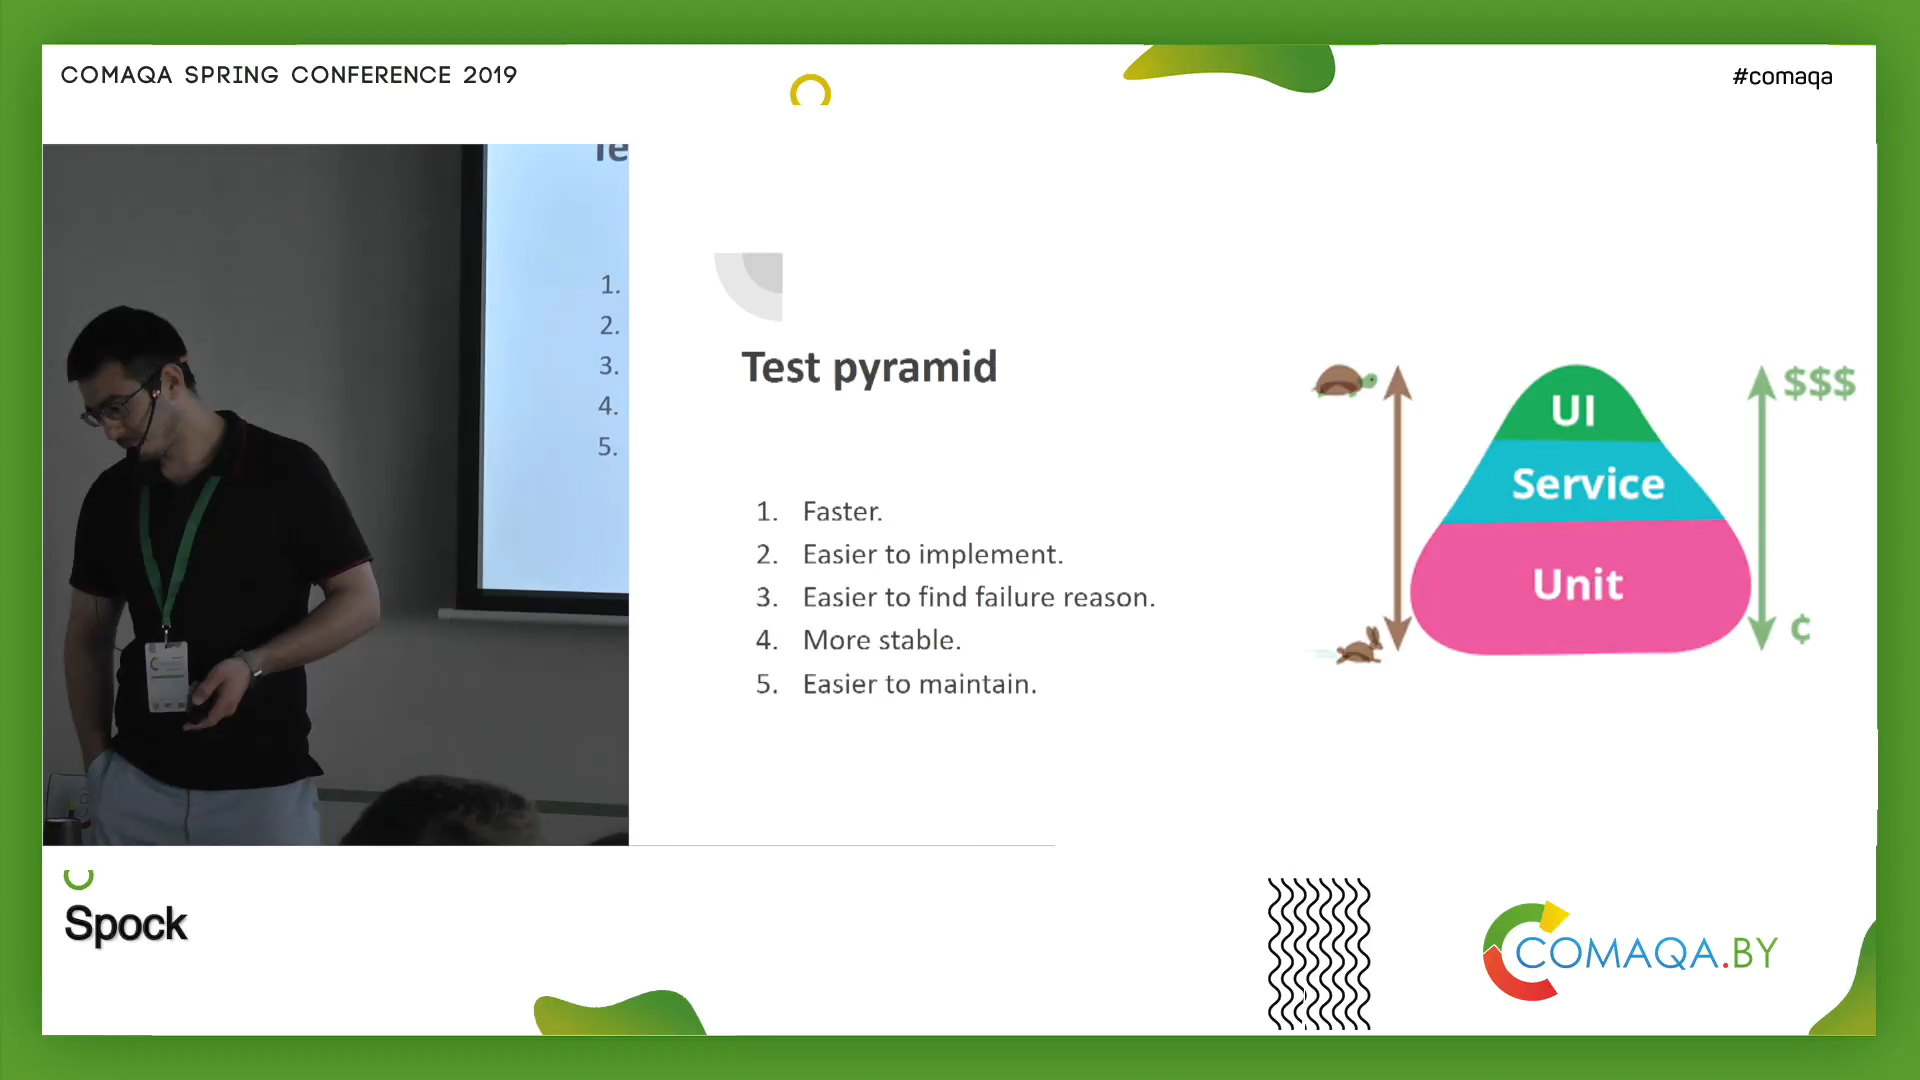 COMAQA SPRING CONFERENCE 2019
#comaqa
Te
1.
2.
3.
4.
5.
Test pyramid
1. Faster.
2. Easier to implement.
3. Easier to find failure reason.
4. More stable.
5. Easier to maintain.
$$$
UI
Service
Unit
¢
Spock
COMAQA.BY